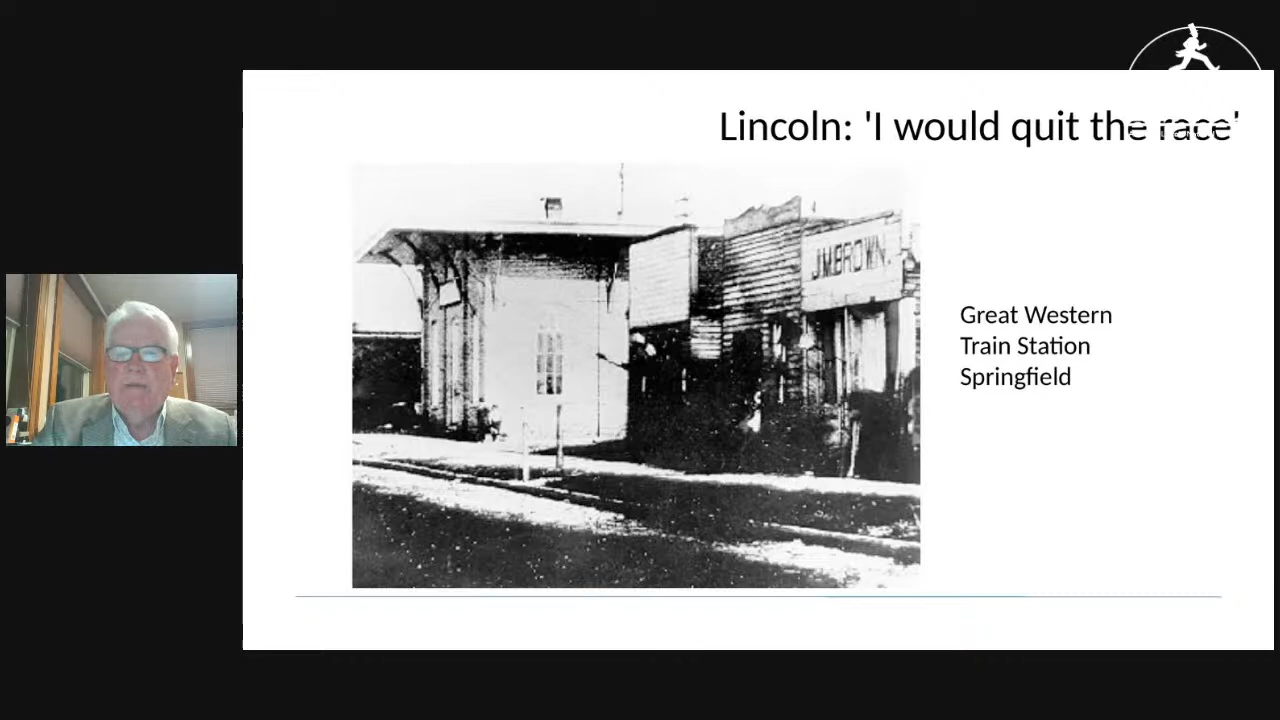 Lincoln: 'I would quit the race'
J.M.BROWN.
Great Western
Train Station
Springfield